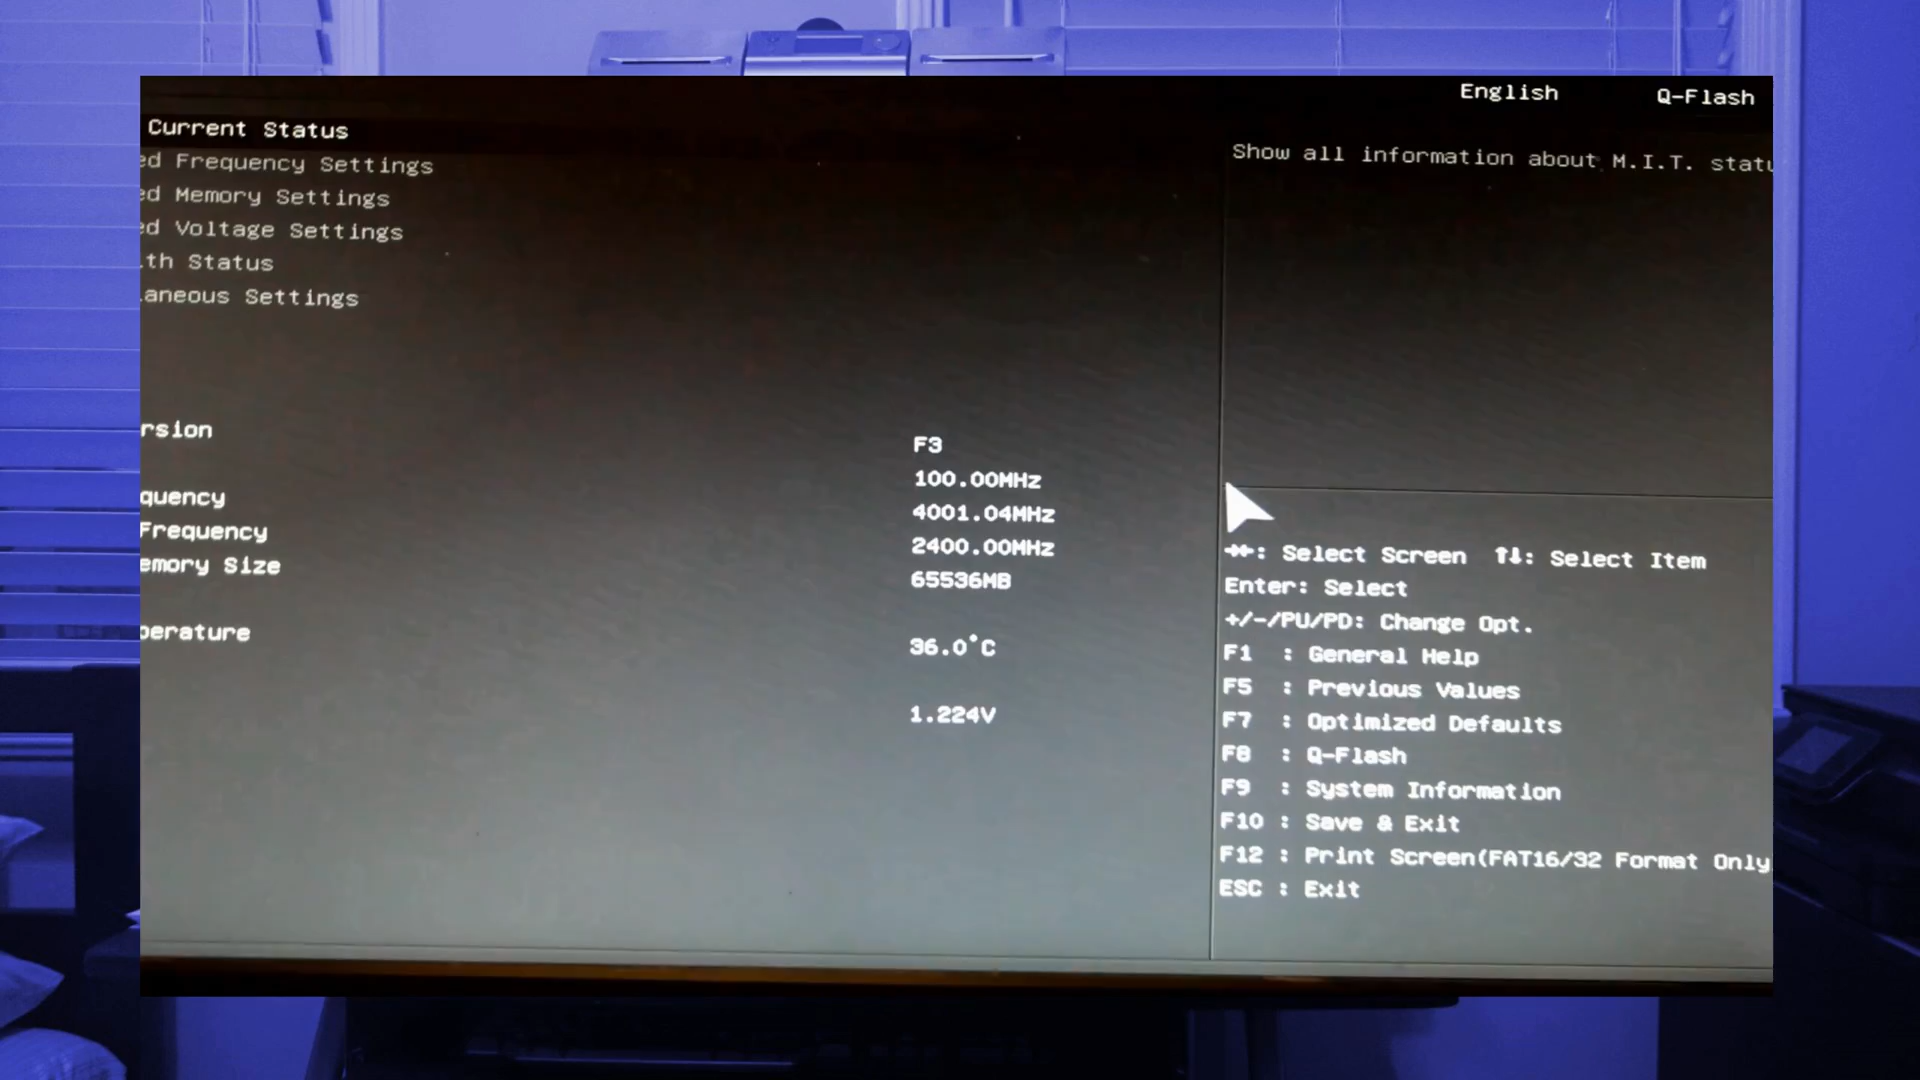 English Q-Flash
Current Status
ed Frequency Settings
ed Memory Settings
ed Voltage Settings
th Status
aneous Settings
Show all information about M.I.T. statu
rsion F3
100.00MHz
quency 4001.04MHz
Frequency 2400.00MHz
emory Size 65536MB
perature 36.0°C
1.224V
→←: Select Screen ↑↓: Select Item
Enter: Select
+/-/PU/PD: Change Opt.
F1 : General Help
F5 : Previous Values
F7 : Optimized Defaults
F8 : Q-Flash
F9 : System Information
F10 : Save & Exit
F12 : Print Screen(FAT16/32 Format Only
ESC : Exit